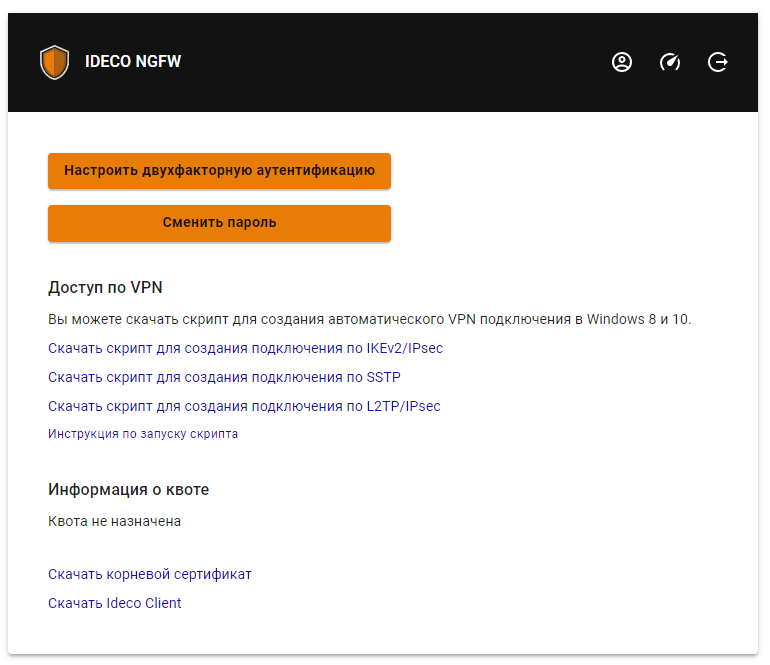 IDECO NGFW
Настроить двухфакторную аутентификацию
Сменить пароль
Доступ по VPN
Вы можете скачать скрипт для создания автоматического VPN подключения в Windows 8 и 10.
Скачать скрипт для создания подключения по IKEv2/IPsec
Скачать скрипт для создания подключения по SSTP
Скачать скрипт для создания подключения по L2TP/IPsec
Инструкция по запуску скрипта
Информация о квоте
Квота не назначена
Скачать корневой сертификат
Скачать Ideco Client